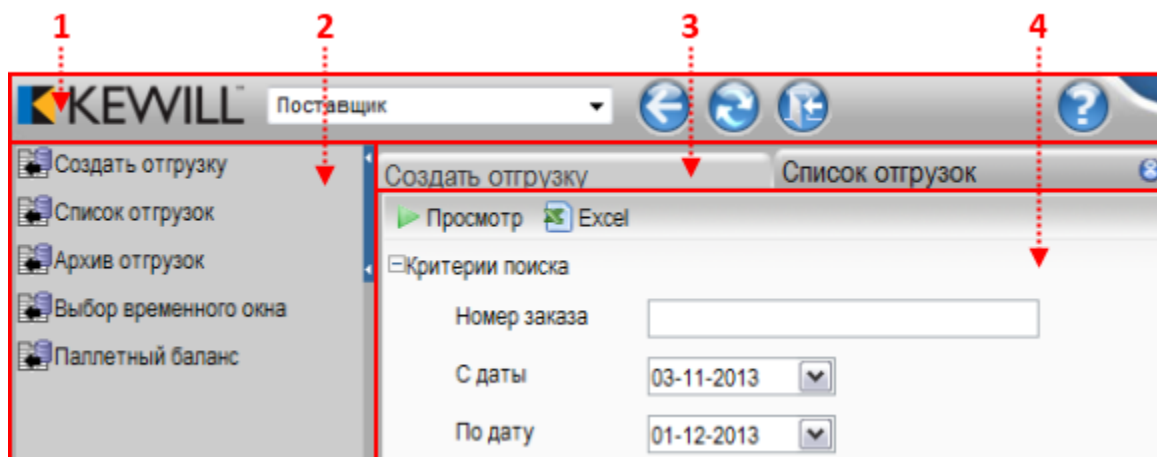 1 2 3 4
KEWILL™ Поставщик ?
Создать отгрузку
Список отгрузок
Архив отгрузок
Выбор временного окна
Паллетный баланс
Создать отгрузку Список отгрузок
Просмотр Excel
Критерии поиска
Номер заказа
С даты 03-11-2013
По дату 01-12-2013